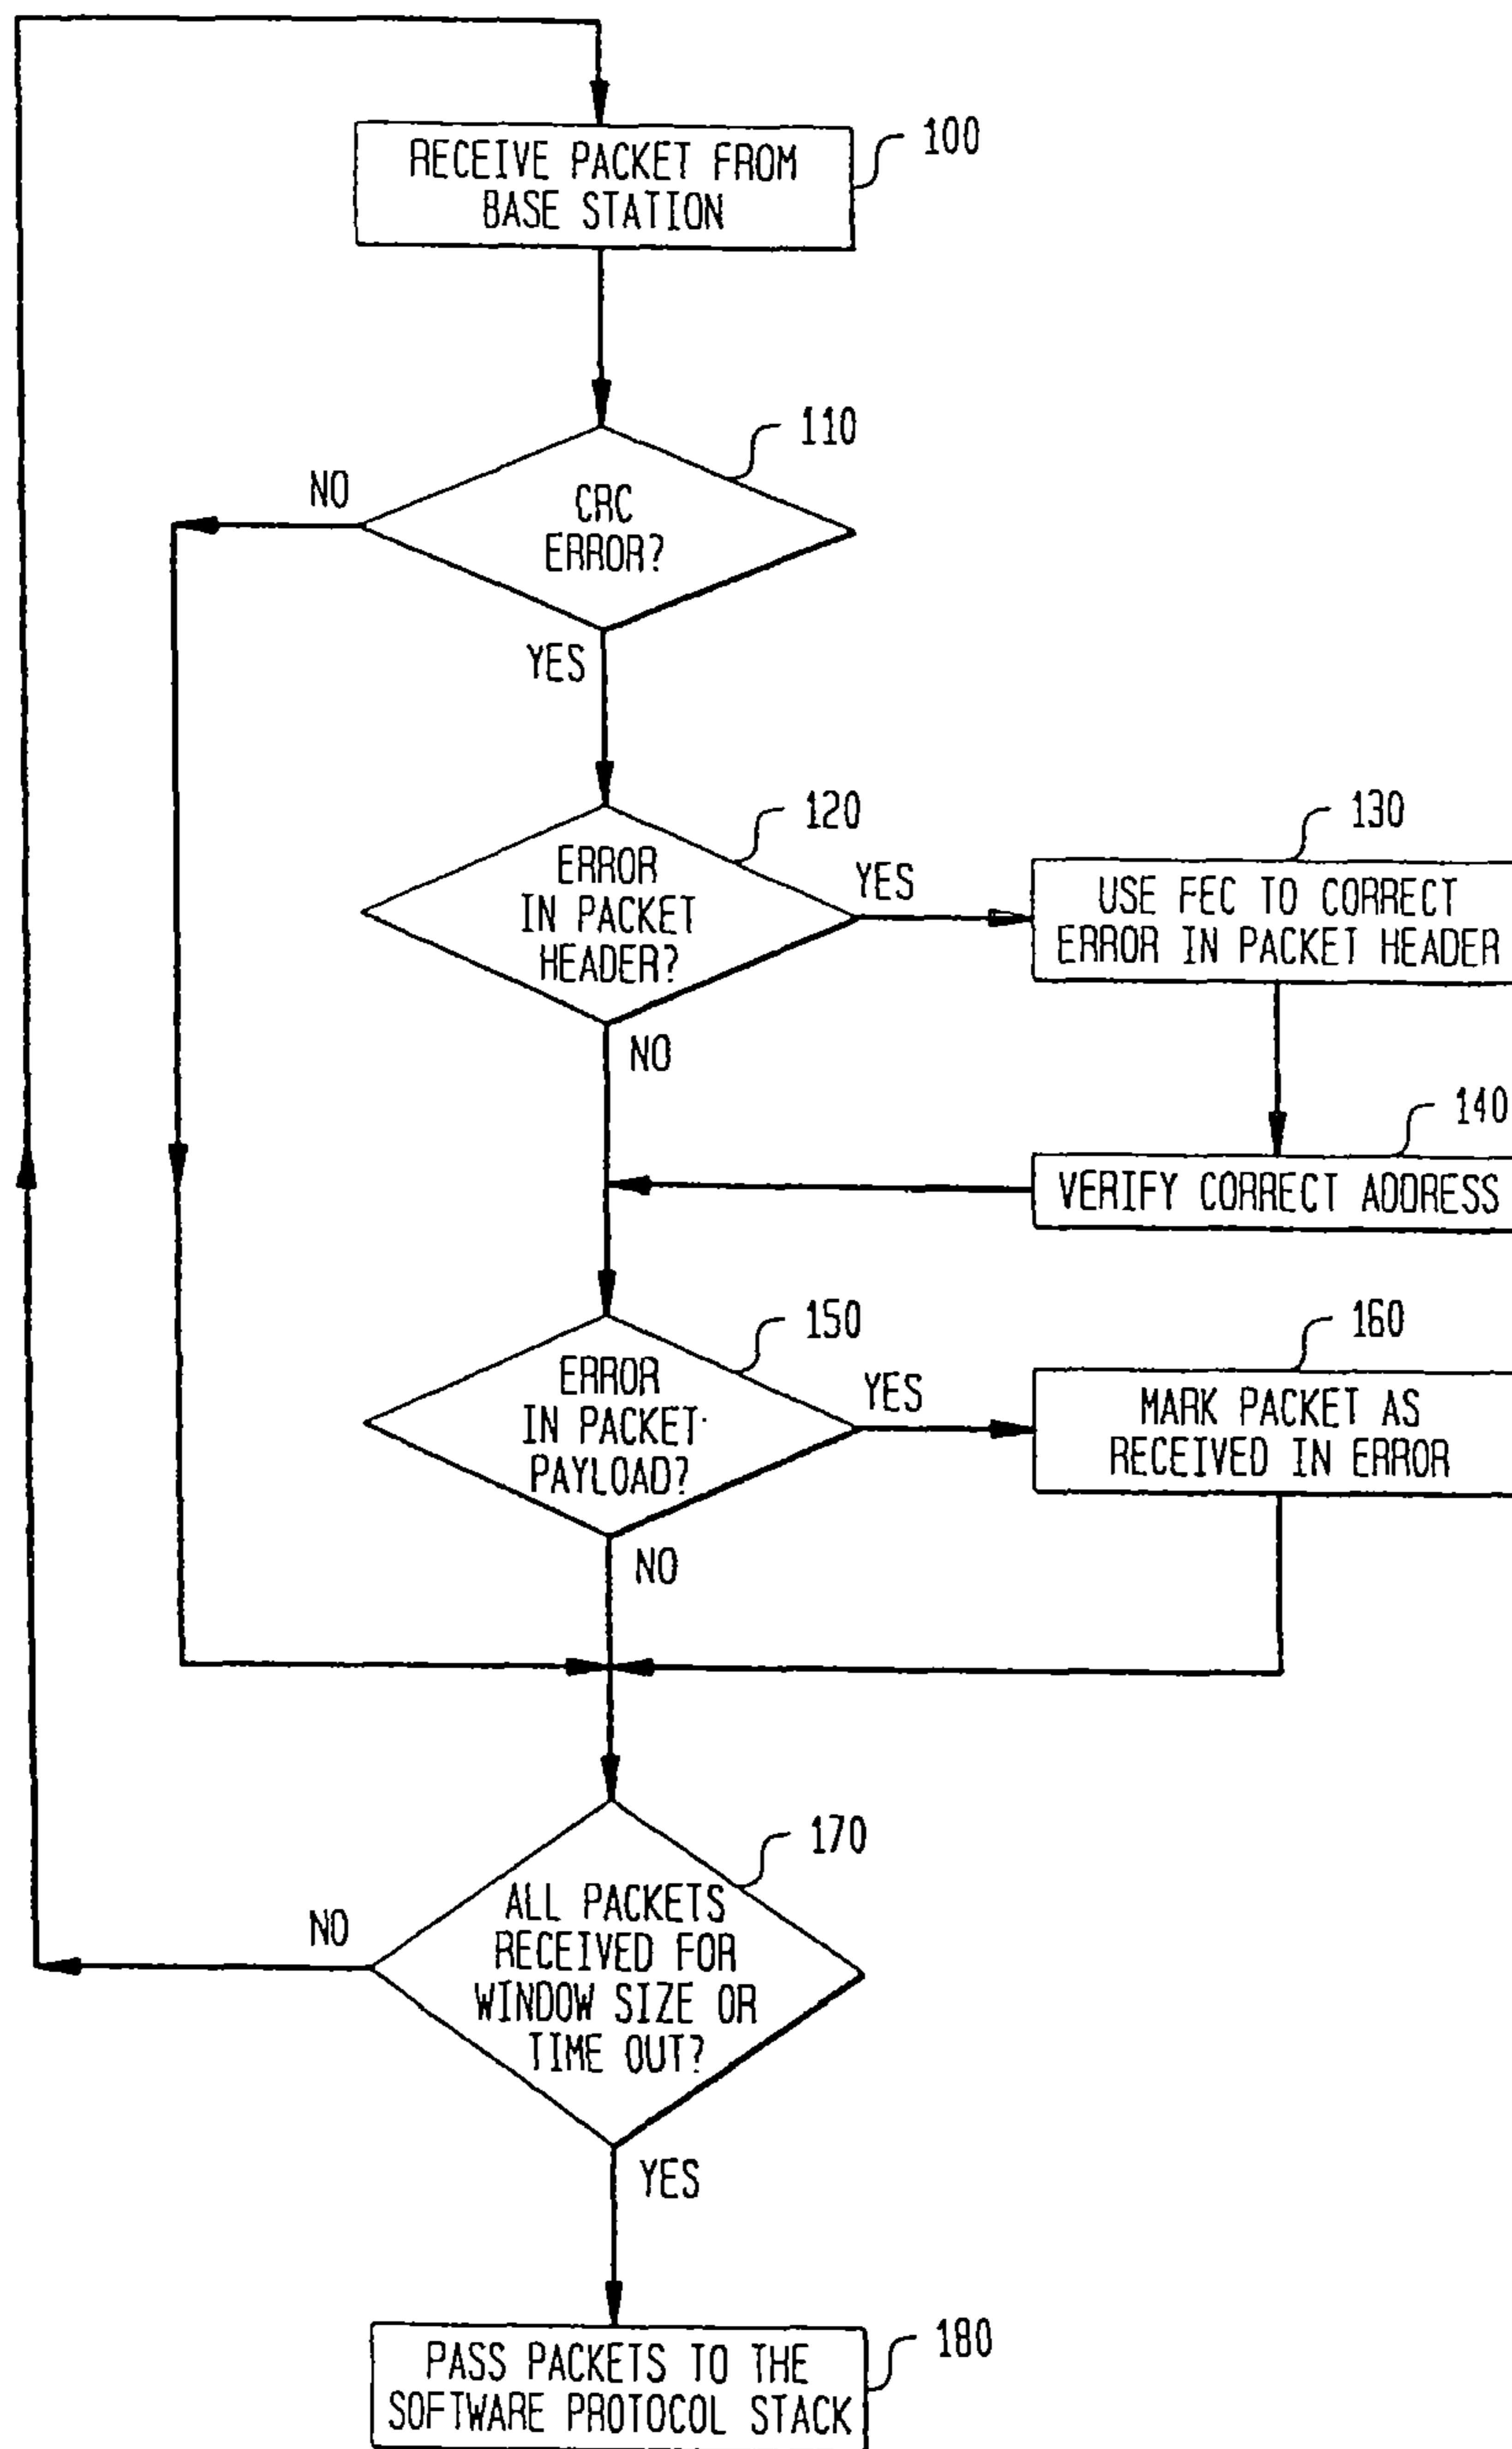 RECEIVE PACKET FROM
BASE STATION
100
110
CRC
ERROR?
NO
YES
120
ERROR
IN PACKET
HEADER?
YES
NO
130
USE FEC TO CORRECT
ERROR IN PACKET HEADER
140
VERIFY CORRECT ADDRESS
150
ERROR
IN PACKET
PAYLOAD?
YES
NO
160
MARK PACKET AS
RECEIVED IN ERROR
170
ALL PACKETS
RECEIVED FOR
WINDOW SIZE OR
TIME OUT?
NO
YES
180
PASS PACKETS TO THE
SOFTWARE PROTOCOL STACK